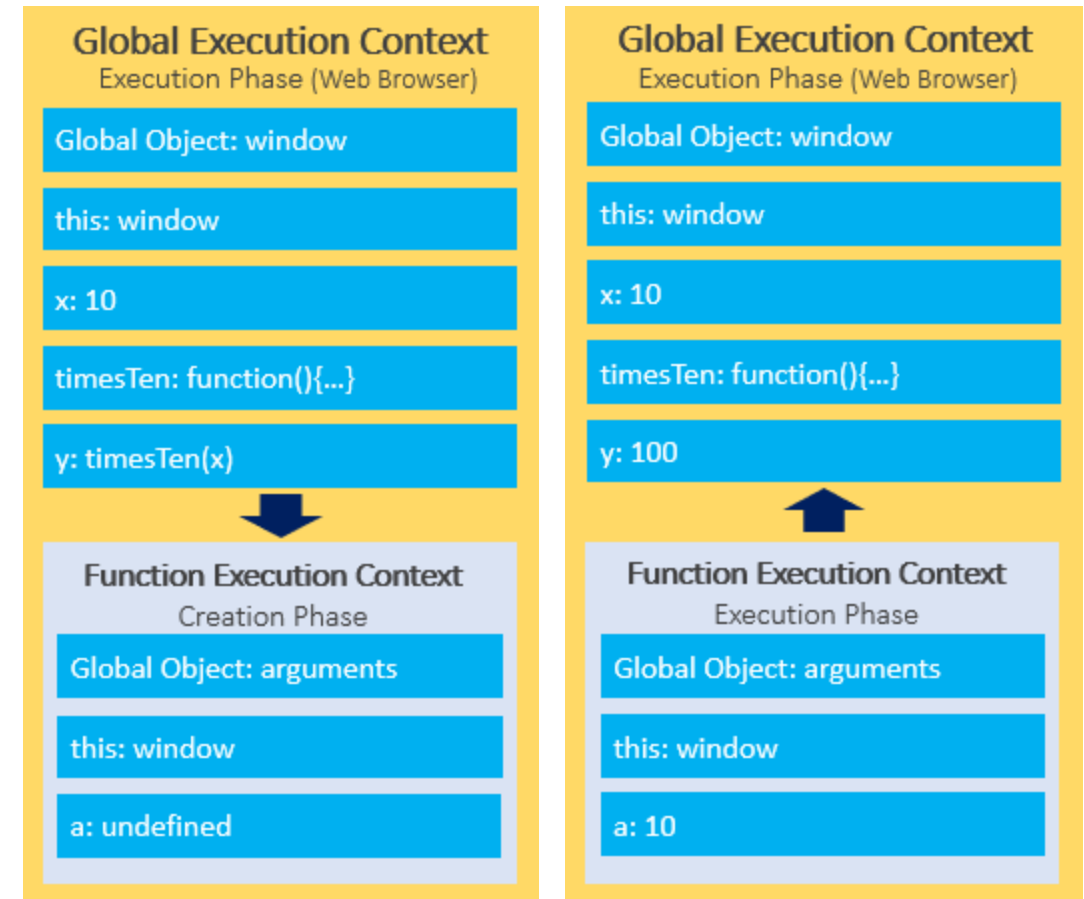 Global Execution Context
Execution Phase (Web Browser)
Global Object: window
this: window
x: 10
timesTen: function(){...}
y: timesTen(x)
Function Execution Context
Creation Phase
Global Object: arguments
this: window
a: undefined
Global Execution Context
Execution Phase (Web Browser)
Global Object: window
this: window
x: 10
timesTen: function(){...}
y: 100
Function Execution Context
Execution Phase
Global Object: arguments
this: window
a: 10